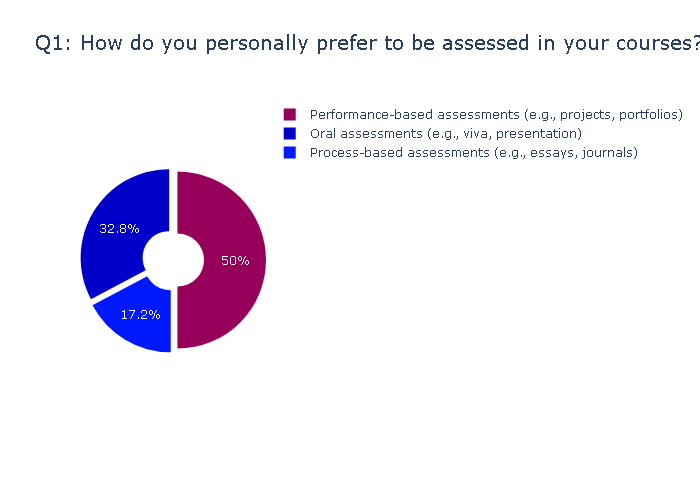 Q1: How do you personally prefer to be assessed in your courses?
Performance-based assessments (e.g., projects, portfolios)
Oral assessments (e.g., viva, presentation)
Process-based assessments (e.g., essays, journals)
32.8%
50%
17.2%